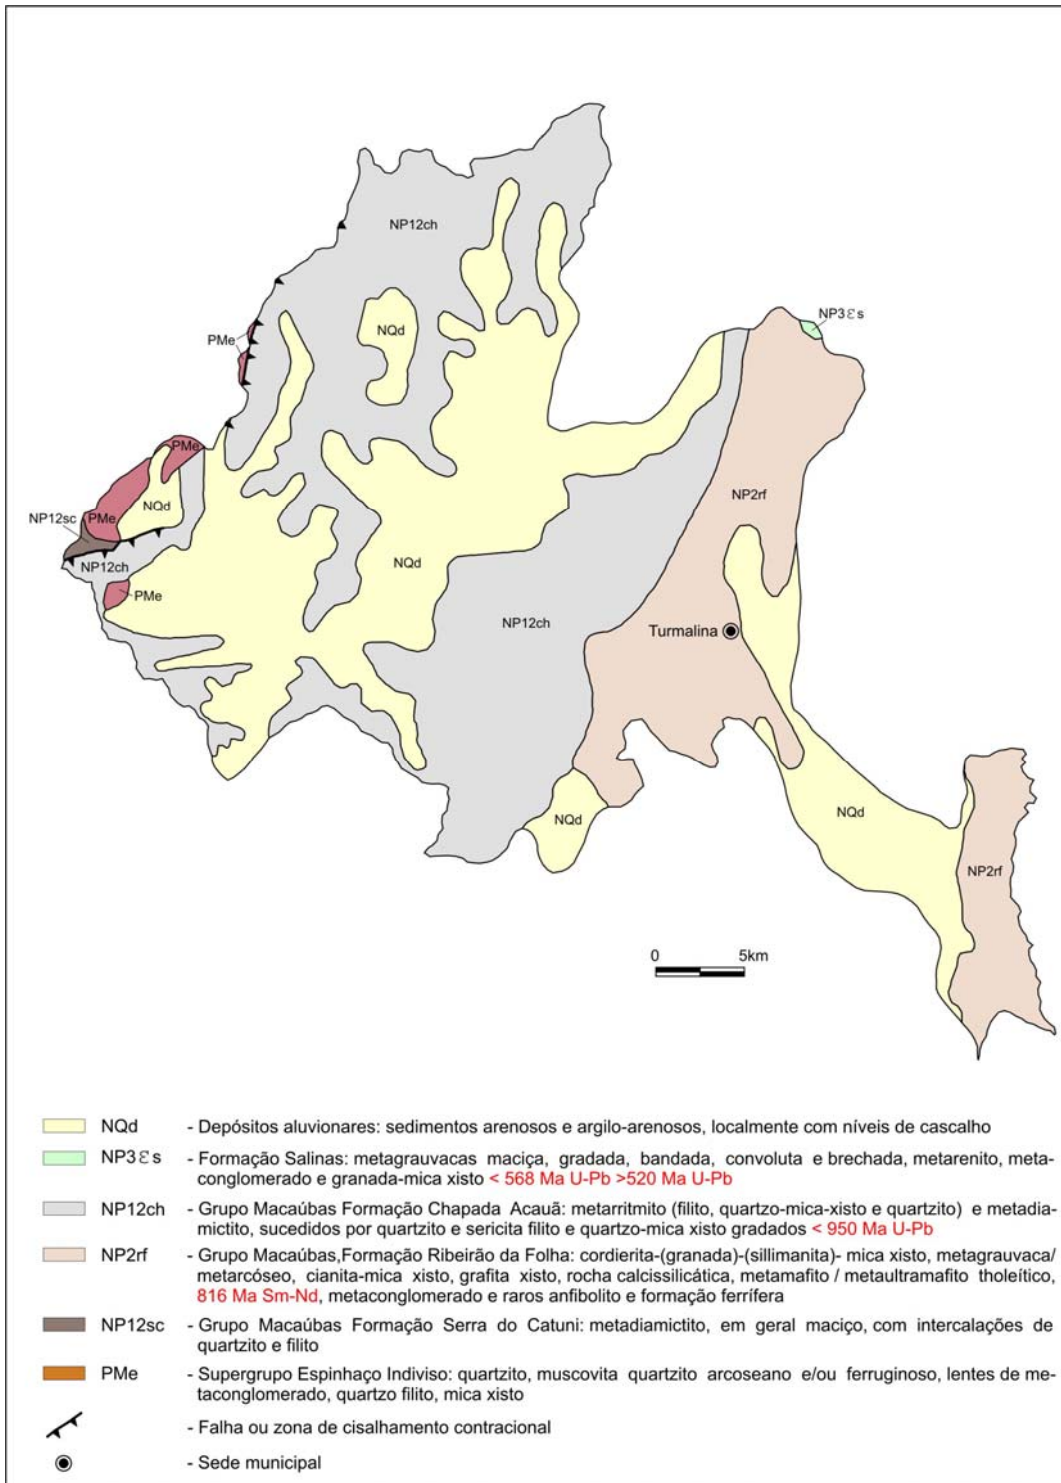 NP12ch
NP3Ɛs
PMe
NQd
PMe
NP2rf
NQd
NP12sc
PMe
NQd
NP12ch
PMe
NP12ch
Turmalina
NQd
NQd
NP2rf
0 5km
NQd - Depósitos aluvionares: sedimentos arenosos e argilo-arenosos, localmente com níveis de cascalho
NP3Ɛs - Formação Salinas: metagrauvacas maciça, gradada, bandada, convoluta e brechada, metarenito, meta-
conglomerado e granada-mica xisto < 568 Ma U-Pb >520 Ma U-Pb
NP12ch - Grupo Macaúbas Formação Chapada Acauã: metarritmito (filito, quartzo-mica-xisto e quartzito) e metadia-
mictito, sucedidos por quartzito e sericita filito e quartzo-mica xisto gradados < 950 Ma U-Pb
NP2rf - Grupo Macaúbas,Formação Ribeirão da Folha: cordierita-(granada)-(sillimanita)- mica xisto, metagrauvaca/
metarcóseo, cianita-mica xisto, grafita xisto, rocha calcissilicática, metamafito / metaultramafito tholeítico,
816 Ma Sm-Nd, metaconglomerado e raros anfibolito e formação ferrífera
NP12sc - Grupo Macaúbas Formação Serra do Catuni: metadiamictito, em geral maciço, com intercalações de
quartzito e filito
PMe - Supergrupo Espinhaço Indiviso: quartzito, muscovita quartzito arcoseano e/ou ferruginoso, lentes de me-
taconglomerado, quartzo filito, mica xisto
- Falha ou zona de cisalhamento contracional
- Sede municipal